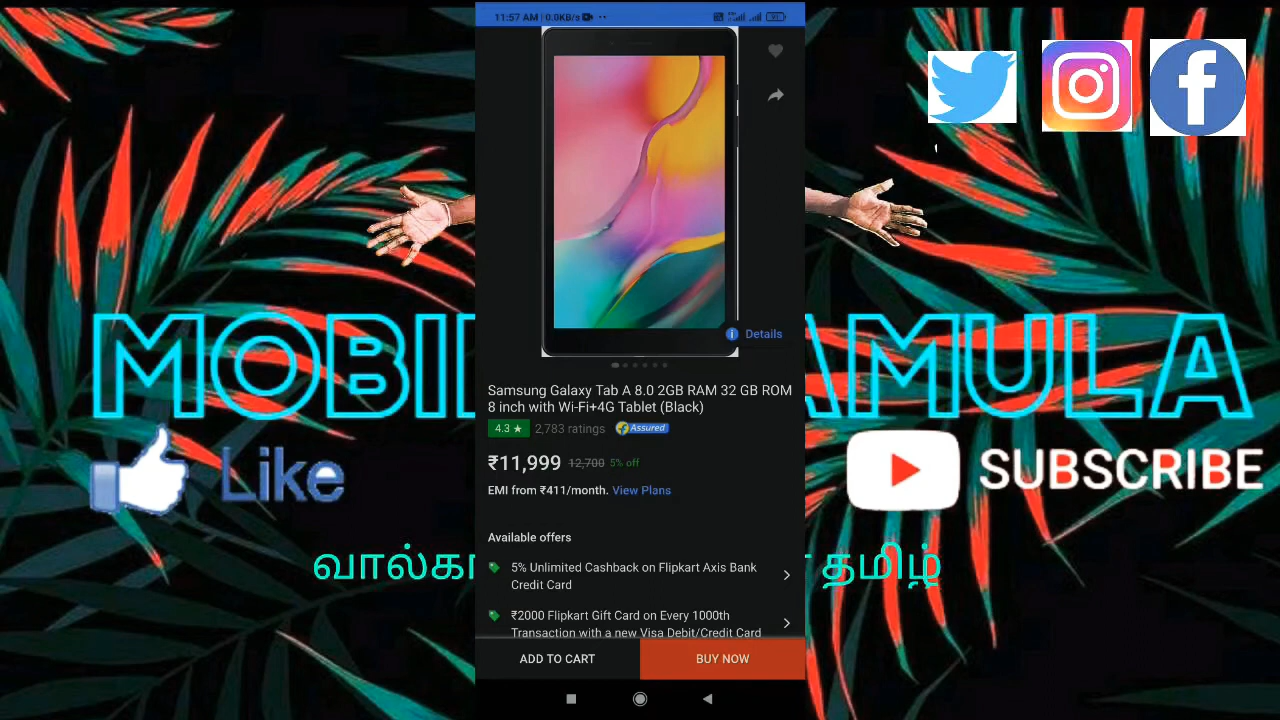 11:57 AM | 0.0KB/s
Details
Samsung Galaxy Tab A 8.0 2GB RAM 32 GB ROM
8 inch with Wi-Fi+4G Tablet (Black)
4.3 ★ 2,783 ratings Assured
₹11,999 12,700 5% off
EMI from ₹411/month. View Plans
Available offers
5% Unlimited Cashback on Flipkart Axis Bank
Credit Card
₹2000 Flipkart Gift Card on Every 1000th
Transaction with a new Visa Debit/Credit Card
ADD TO CART BUY NOW
Like
SUBSCRIBE
தமிழ்